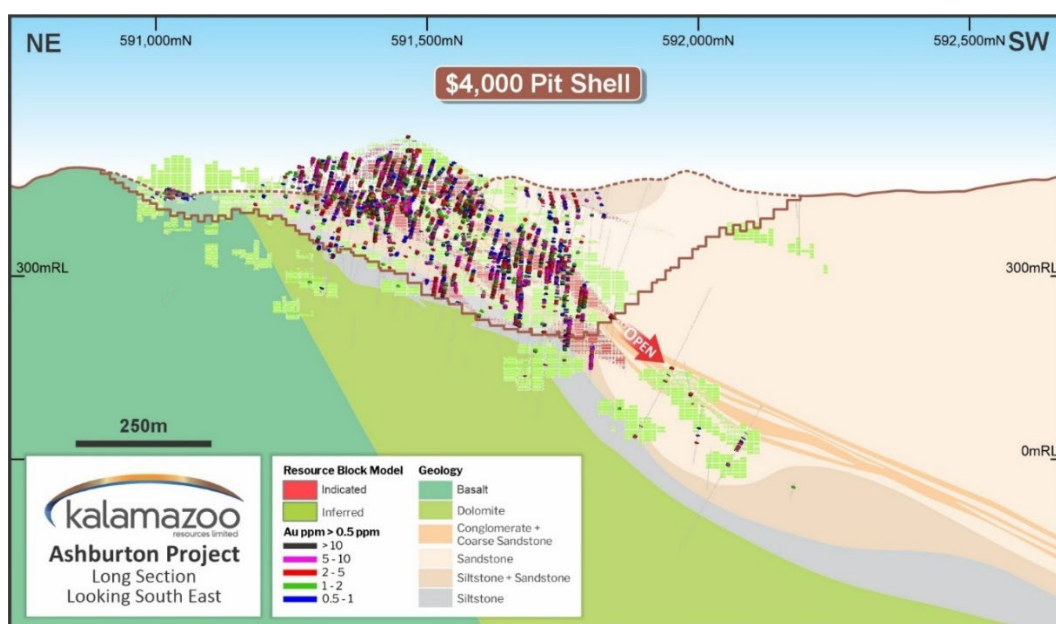 NE
591,000mN
591,500mN
592,000mN
592,500mN
SW
$4,000 Pit Shell
300mRL
300mRL
OPEN
0mRL
250m
kalamazoo
resources limited
Ashburton Project
Long Section
Looking South East
Resource Block Model
Indicated
Inferred
Au ppm > 0.5 ppm
>10
5 - 10
2 - 5
1 - 2
0.5 - 1
Geology
Basalt
Dolomite
Conglomerate +
Coarse Sandstone
Sandstone
Siltstone + Sandstone
Siltstone